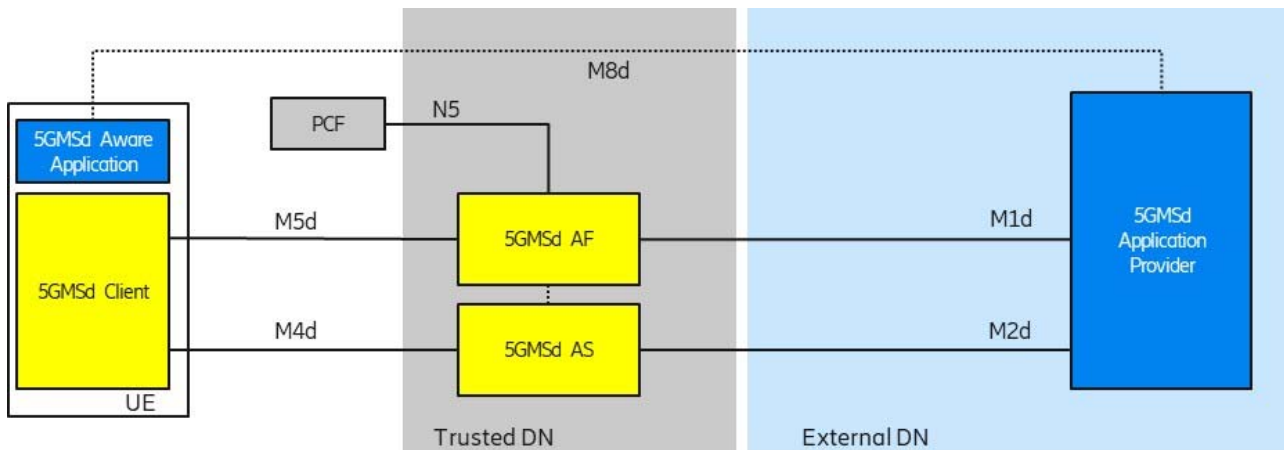 M8d
PCF
N5
5GMSd Aware
Application
5GMSd Client
UE
M5d
M4d
5GMSd AF
5GMSd AS
M1d
M2d
5GMSd
Application
Provider
Trusted DN
External DN